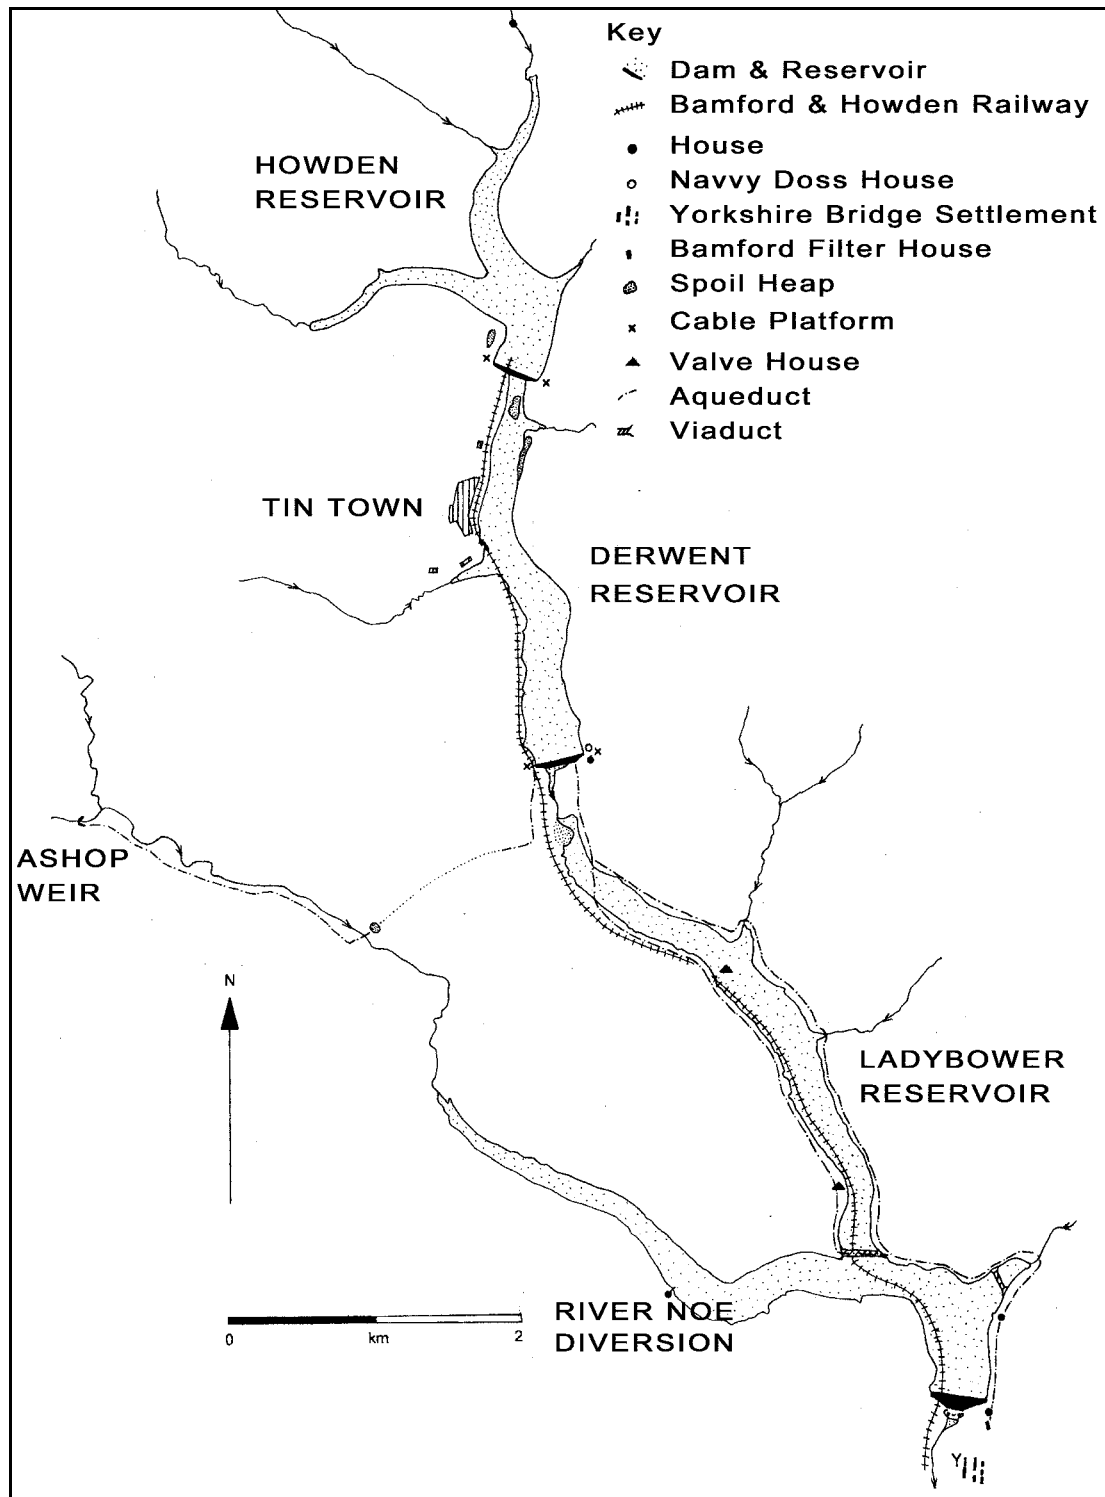 Key
Dam & Reservoir
Bamford & Howden Railway
House
Navvy Doss House
Yorkshire Bridge Settlement
Bamford Filter House
Spoil Heap
Cable Platform
Valve House
Aqueduct
Viaduct
HOWDEN
RESERVOIR
TIN TOWN
DERWENT
RESERVOIR
ASHOP
WEIR
N
LADYBOWER
RESERVOIR
RIVER NOE
DIVERSION
0 km 2
Y